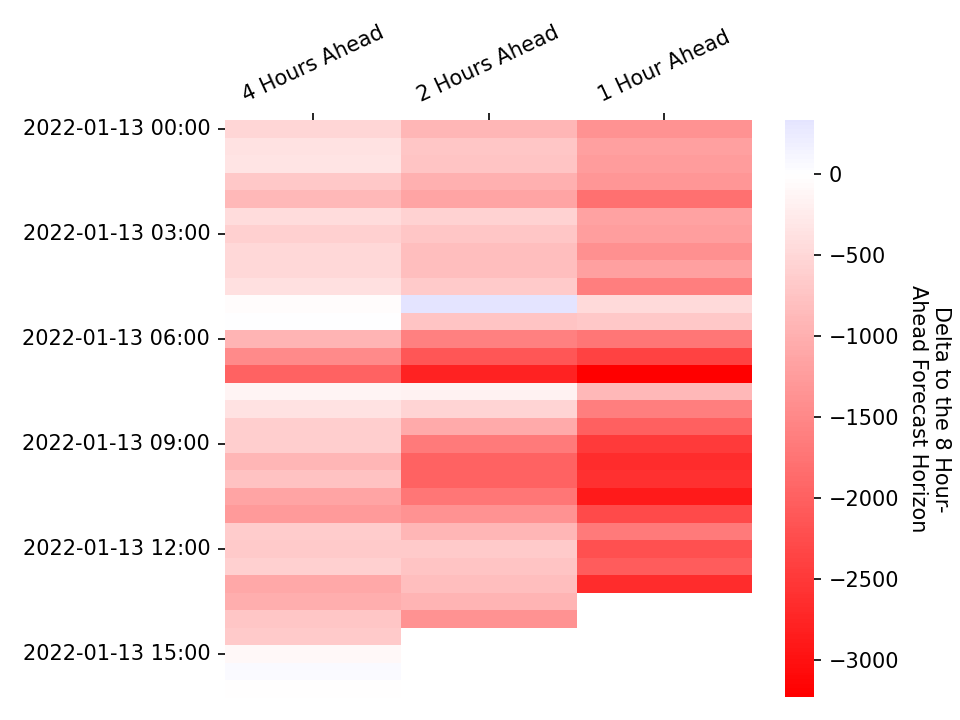 4 Hours Ahead
2 Hours Ahead
1 Hour Ahead
2022-01-13 00:00
2022-01-13 03:00
2022-01-13 06:00
2022-01-13 09:00
2022-01-13 12:00
2022-01-13 15:00
0
−500
−1000
−1500
−2000
−2500
−3000
Delta to the 8 Hour-
Ahead Forecast Horizon